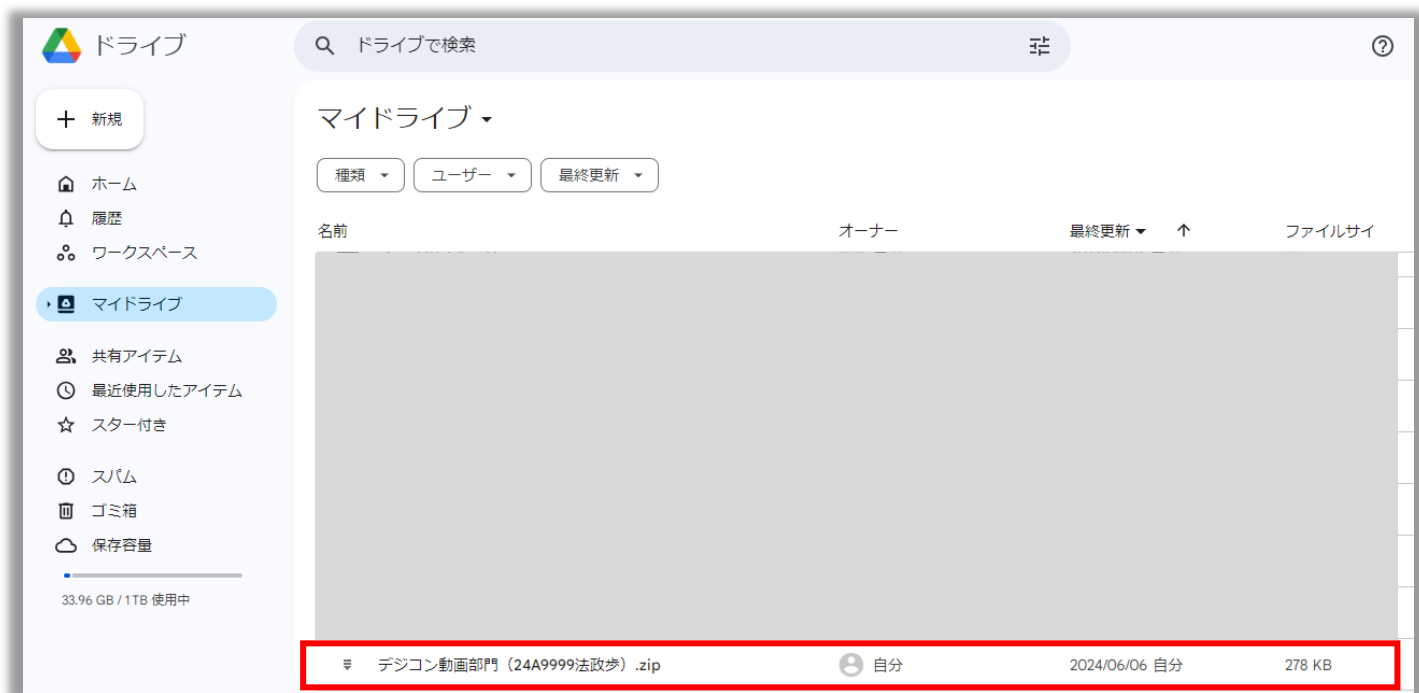 ドライブ
ドライブで検索
新規
マイドライブ
種類 ユーザー 最終更新
ホーム
履歴
ワークスペース
マイドライブ
共有アイテム
最近使用したアイテム
スター付き
スパム
ゴミ箱
保存容量
33.96 GB / 1TB 使用中
名前 オーナー 最終更新 ファイルサイ
デジコン動画部門（24A9999法政歩）.zip 自分 2024/06/06 自分 278 KB